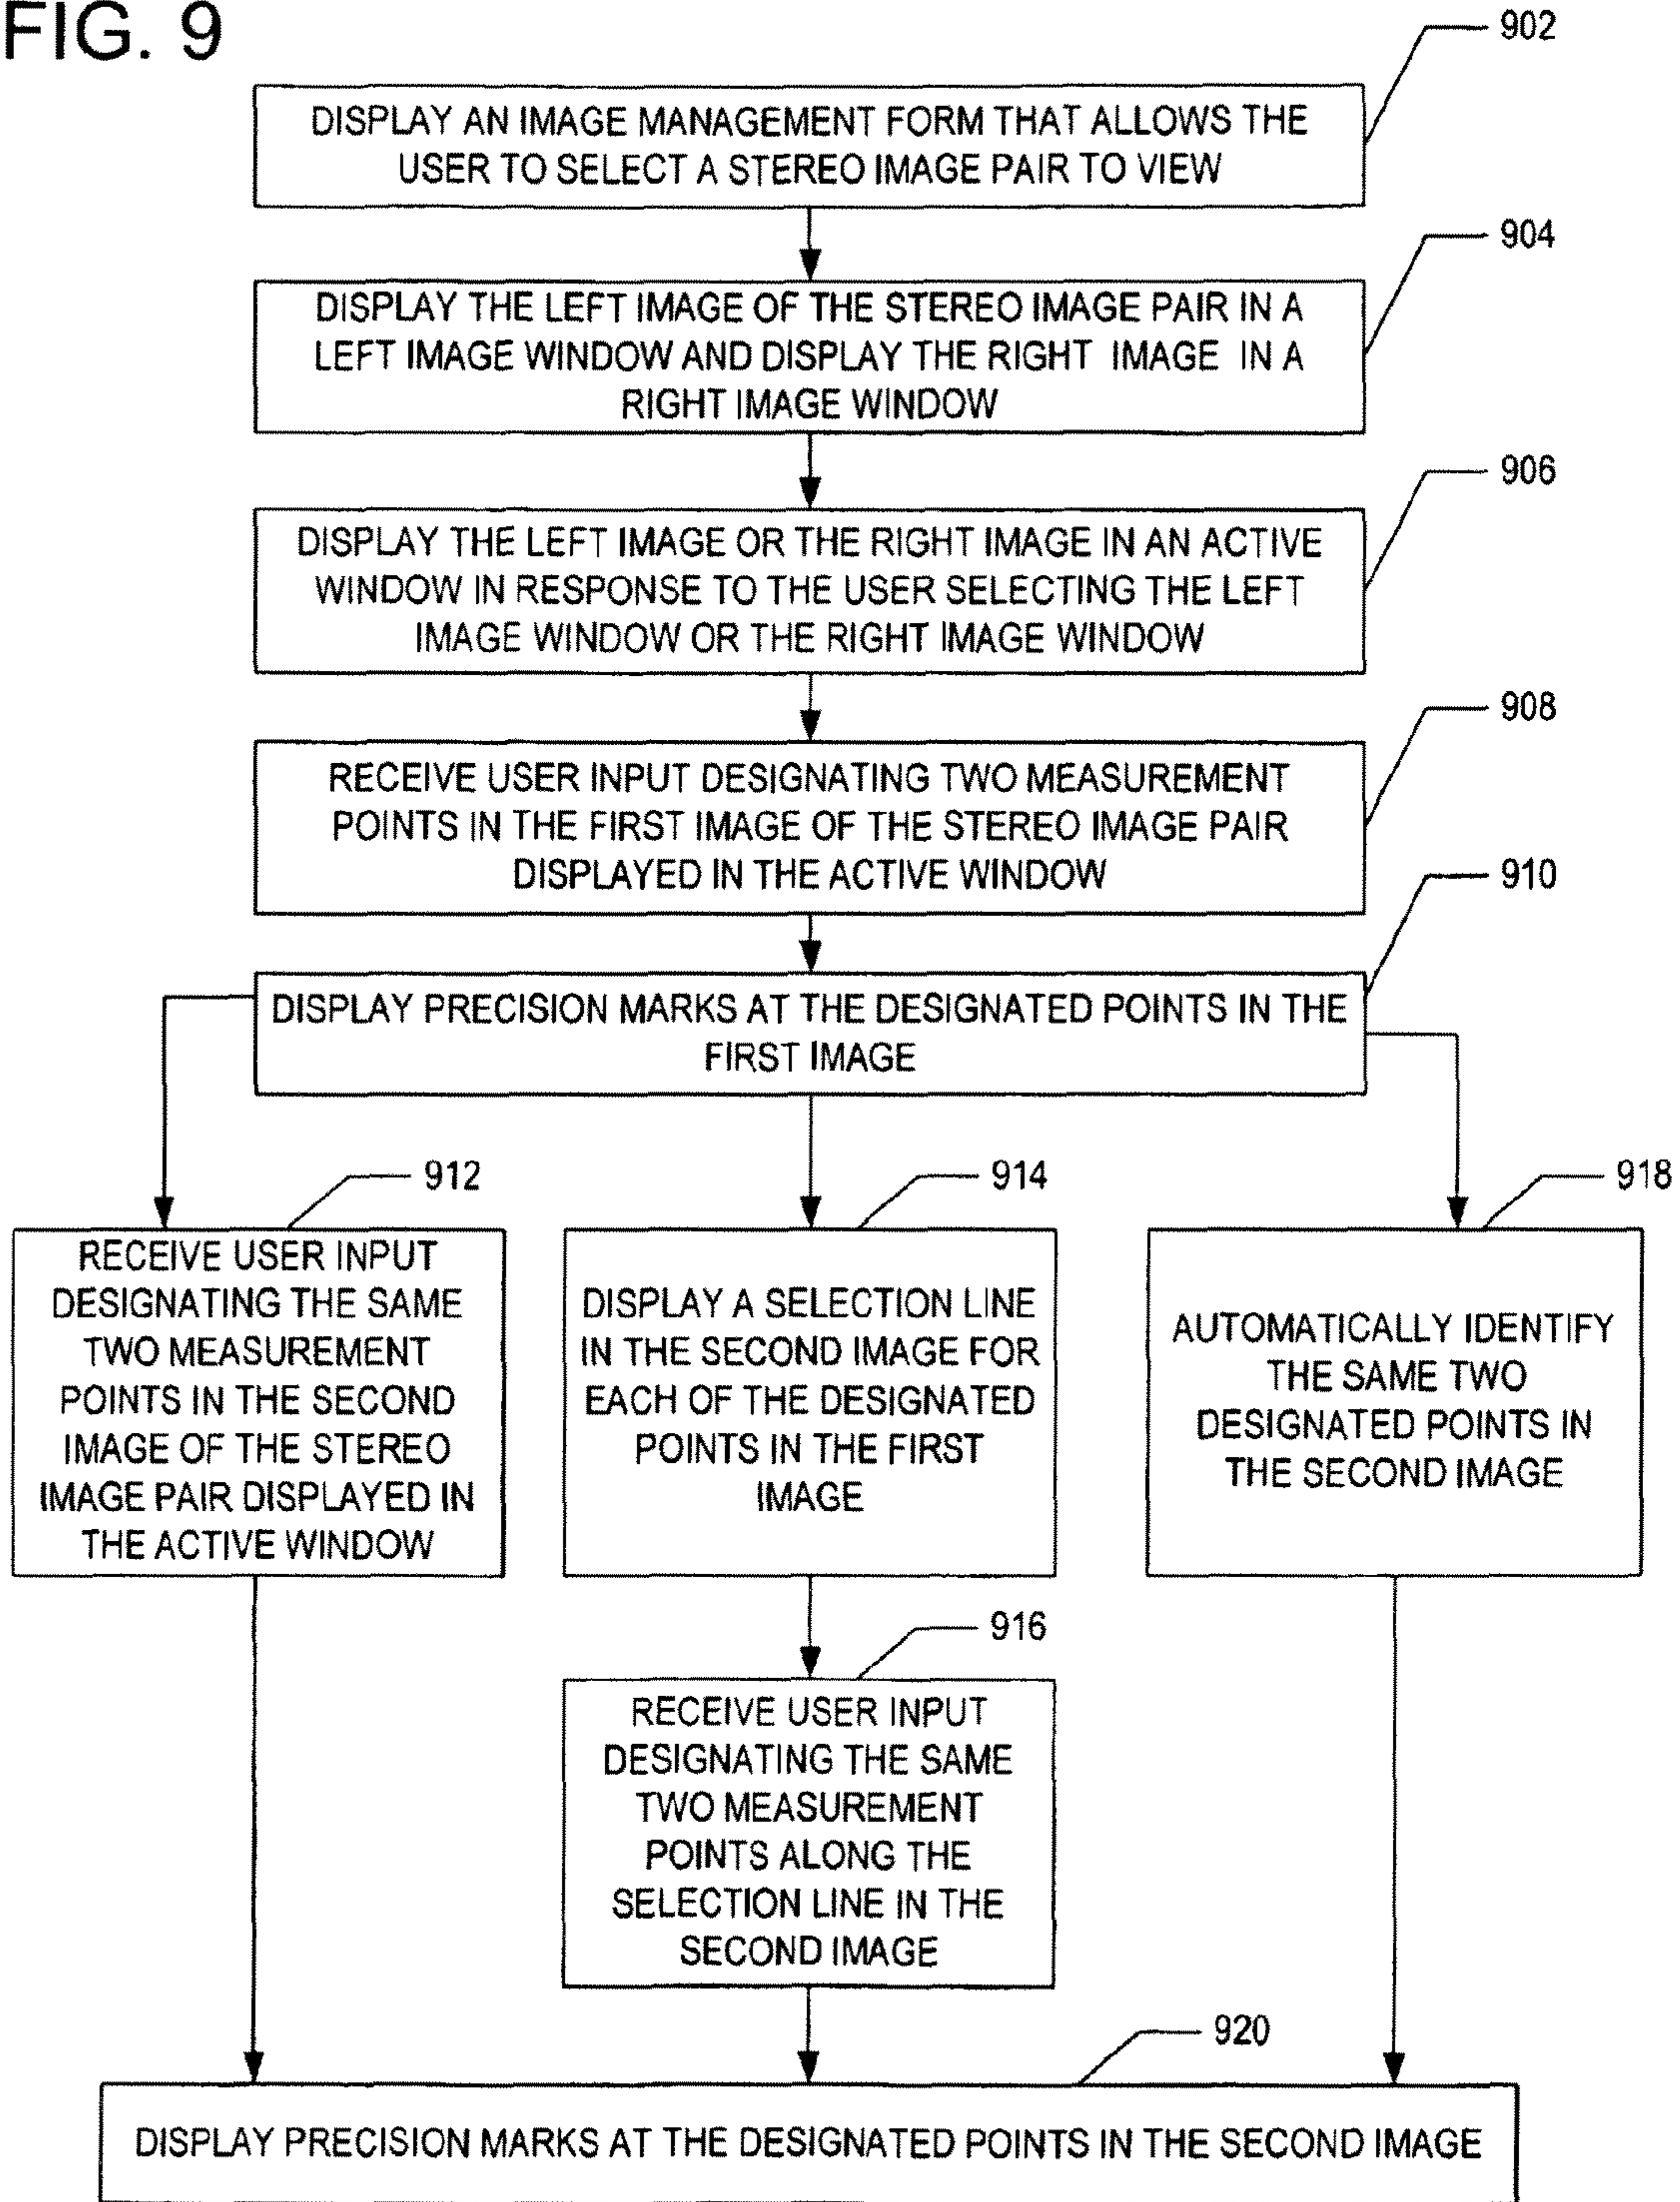 FIG. 9
902
DISPLAY AN IMAGE MANAGEMENT FORM THAT ALLOWS THE
USER TO SELECT A STEREO IMAGE PAIR TO VIEW
904
DISPLAY THE LEFT IMAGE OF THE STEREO IMAGE PAIR IN A
LEFT IMAGE WINDOW AND DISPLAY THE RIGHT IMAGE IN A
RIGHT IMAGE WINDOW
906
DISPLAY THE LEFT IMAGE OR THE RIGHT IMAGE IN AN ACTIVE
WINDOW IN RESPONSE TO THE USER SELECTING THE LEFT
IMAGE WINDOW OR THE RIGHT IMAGE WINDOW
908
RECEIVE USER INPUT DESIGNATING TWO MEASUREMENT
POINTS IN THE FIRST IMAGE OF THE STEREO IMAGE PAIR
DISPLAYED IN THE ACTIVE WINDOW
910
DISPLAY PRECISION MARKS AT THE DESIGNATED POINTS IN THE
FIRST IMAGE
912
RECEIVE USER INPUT
DESIGNATING THE SAME
TWO MEASUREMENT
POINTS IN THE SECOND
IMAGE OF THE STEREO
IMAGE PAIR DISPLAYED IN
THE ACTIVE WINDOW
914
DISPLAY A SELECTION LINE
IN THE SECOND IMAGE FOR
EACH OF THE DESIGNATED
POINTS IN THE FIRST
IMAGE
918
AUTOMATICALLY IDENTIFY
THE SAME TWO
DESIGNATED POINTS IN
THE SECOND IMAGE
916
RECEIVE USER INPUT
DESIGNATING THE SAME
TWO MEASUREMENT
POINTS ALONG THE
SELECTION LINE IN THE
SECOND IMAGE
920
DISPLAY PRECISION MARKS AT THE DESIGNATED POINTS IN THE SECOND IMAGE